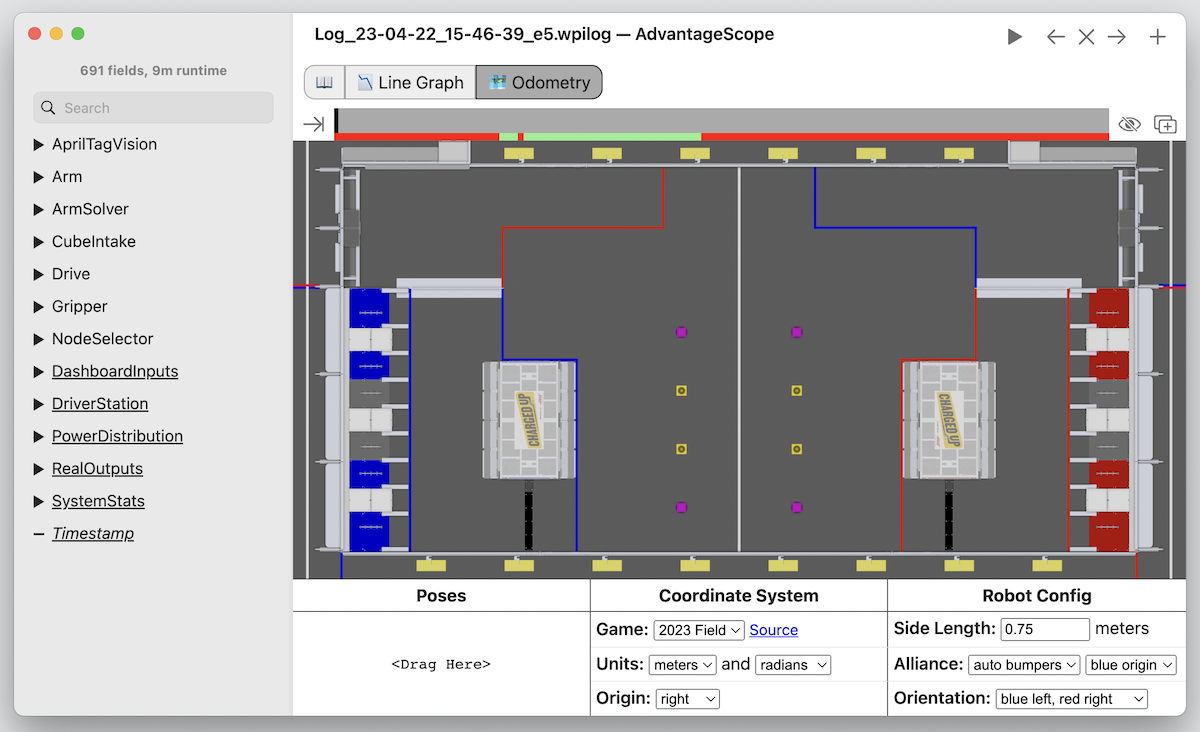 Log_23-04-22_15-46-39_e5.wpilog — AdvantageScope
691 fields, 9m runtime
Search
AprilTagVision
Arm
ArmSolver
CubeIntake
Drive
Gripper
NodeSelector
DashboardInputs
DriverStation
PowerDistribution
RealOutputs
SystemStats
Timestamp
Line Graph
Odometry
CHARGED UP
CHARGED UP
Poses
<Drag Here>
Coordinate System
Game: 2023 Field Source
Units: meters and radians
Origin: right
Robot Config
Side Length: 0.75 meters
Alliance: auto bumpers blue origin
Orientation: blue left, red right